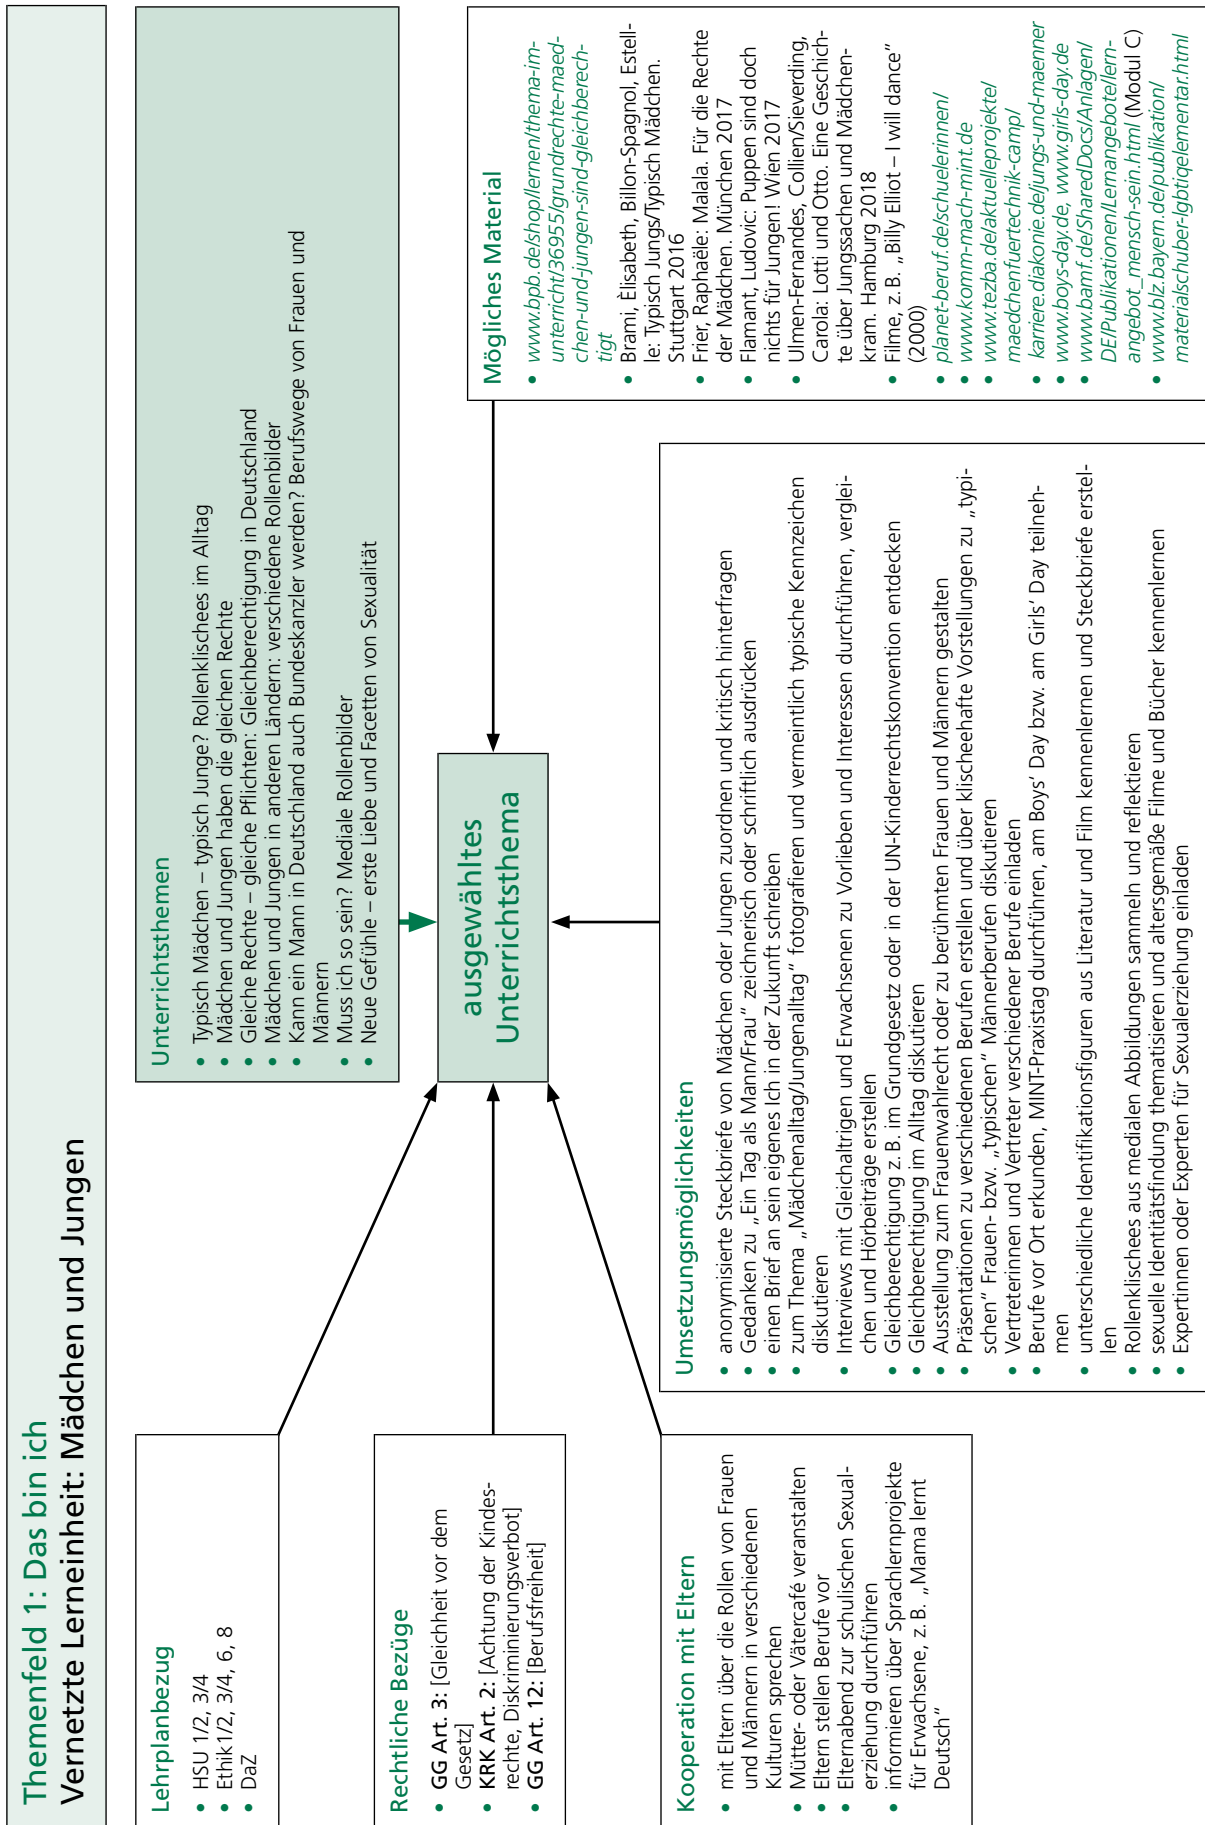 Themenfeld 1: Das bin ich
Vernetzte Lerneinheit: Mädchen und Jungen
Lehrplanbezug
• HSU 1/2, 3/4
• Ethik1/2, 3/4, 6, 8
• DaZ
Rechtliche Bezüge
• GG Art. 3: [Gleichheit vor dem
Gesetz]
• KRK Art. 2: [Achtung der Kindes-
rechte, Diskriminierungsverbot]
• GG Art. 12: [Berufsfreiheit]
Kooperation mit Eltern
• mit Eltern über die Rollen von Frauen
und Männern in verschiedenen
Kulturen sprechen
• Mütter- oder Vätercafé veranstalten
• Eltern stellen Berufe vor
• Elternabend zur schulischen Sexual-
erziehung durchführen
• informieren über Sprachlernprojekte
für Erwachsene, z.B. „Mama lernt
Deutsch“
Unterrichtsthemen
• Typisch Mädchen – typisch Junge? Rollenklischees im Alltag
• Mädchen und Jungen haben die gleichen Rechte
• Gleiche Rechte – gleiche Pflichten: Gleichberechtigung in Deutschland
• Mädchen und Jungen in anderen Ländern: verschiedene Rollenbilder
• Kann ein Mann in Deutschland auch Bundeskanzler werden? Berufswege von Frauen und
Männern
• Muss ich so sein? Mediale Rollenbilder
• Neue Gefühle – erste Liebe und Facetten von Sexualität
ausgewähltes
Unterrichtsthema
Umsetzungsmöglichkeiten
• anonymisierte Steckbriefe von Mädchen oder Jungen zuordnen und kritisch hinterfragen
• Gedanken zu „Ein Tag als Mann/Frau“ zeichnerisch oder schriftlich ausdrücken
• einen Brief an sein eigenes Ich in der Zukunft schreiben
• zum Thema „Mädchenalltag/Jungenalltag“ fotografieren und vermeintlich typische Kennzeichen
diskutieren
• Interviews mit Gleichaltrigen und Erwachsenen zu Vorlieben und Interessen durchführen, verglei-
chen und Hörbeiträge erstellen
• Gleichberechtigung z.B. im Grundgesetz oder in der UN-Kinderrechtskonvention entdecken
• Gleichberechtigung im Alltag diskutieren
• Ausstellung zum Frauenwahlrecht oder zu berühmten Frauen und Männern gestalten
• Präsentationen zu verschiedenen Berufen erstellen und über klischeehafte Vorstellungen zu „typi-
schen“ Frauen- bzw. „typischen“ Männerberufen diskutieren
• Vertreterinnen und Vertreter verschiedener Berufe einladen
• Berufe vor Ort erkunden, MINT-Praxistag durchführen, am Boys’ Day bzw. am Girls’ Day teilneh-
men
• unterschiedliche Identifikationsfiguren aus Literatur und Film kennenlernen und Steckbriefe erstel-
len
• Rollenklischees aus medialen Abbildungen sammeln und reflektieren
• sexuelle Identitätsfindung thematisieren und altersgemäße Filme und Bücher kennenlernen
• Expertinnen oder Experten für Sexualerziehung einladen
Mögliches Material
• www.bpb.de/shop/lernen/thema-im-
unterricht/36955/grundrechte-maed-
chen-und-jungen-sind-gleichberech-
tigt
• Brami, Èlisabeth, Billon-Spagnol, Estell-
le: Typisch Jungs/Typisch Mädchen.
Stuttgart 2016
• Frier, Raphaële: Malala. Für die Rechte
der Mädchen. München 2017
• Flamant, Ludovic: Puppen sind doch
nichts für Jungen! Wien 2017
• Ulmen-Fernandes, Collien/Sieverding,
Carola: Lotti und Otto. Eine Geschich-
te über Jungssachen und Mädchen-
kram. Hamburg 2018
• Filme, z.B. „Billy Elliot – I will dance“
(2000)
• planet-beruf.de/schuelerinnen/
• www.komm-mach-mint.de
• www.tezba.de/aktuelleprojekte/
maedchenfuertechnik-camp/
• karriere.diakonie.de/jungs-und-maenner
• www.boys-day.de, www.girls-day.de
• www.bamf.de/SharedDocs/Anlagen/
DE/Publikationen/Lernangebote/lern-
angebot_mensch-sein.html (Modul C)
• www.blz.bayern.de/publikation/
materialschuber-lgbtiqelementar.html